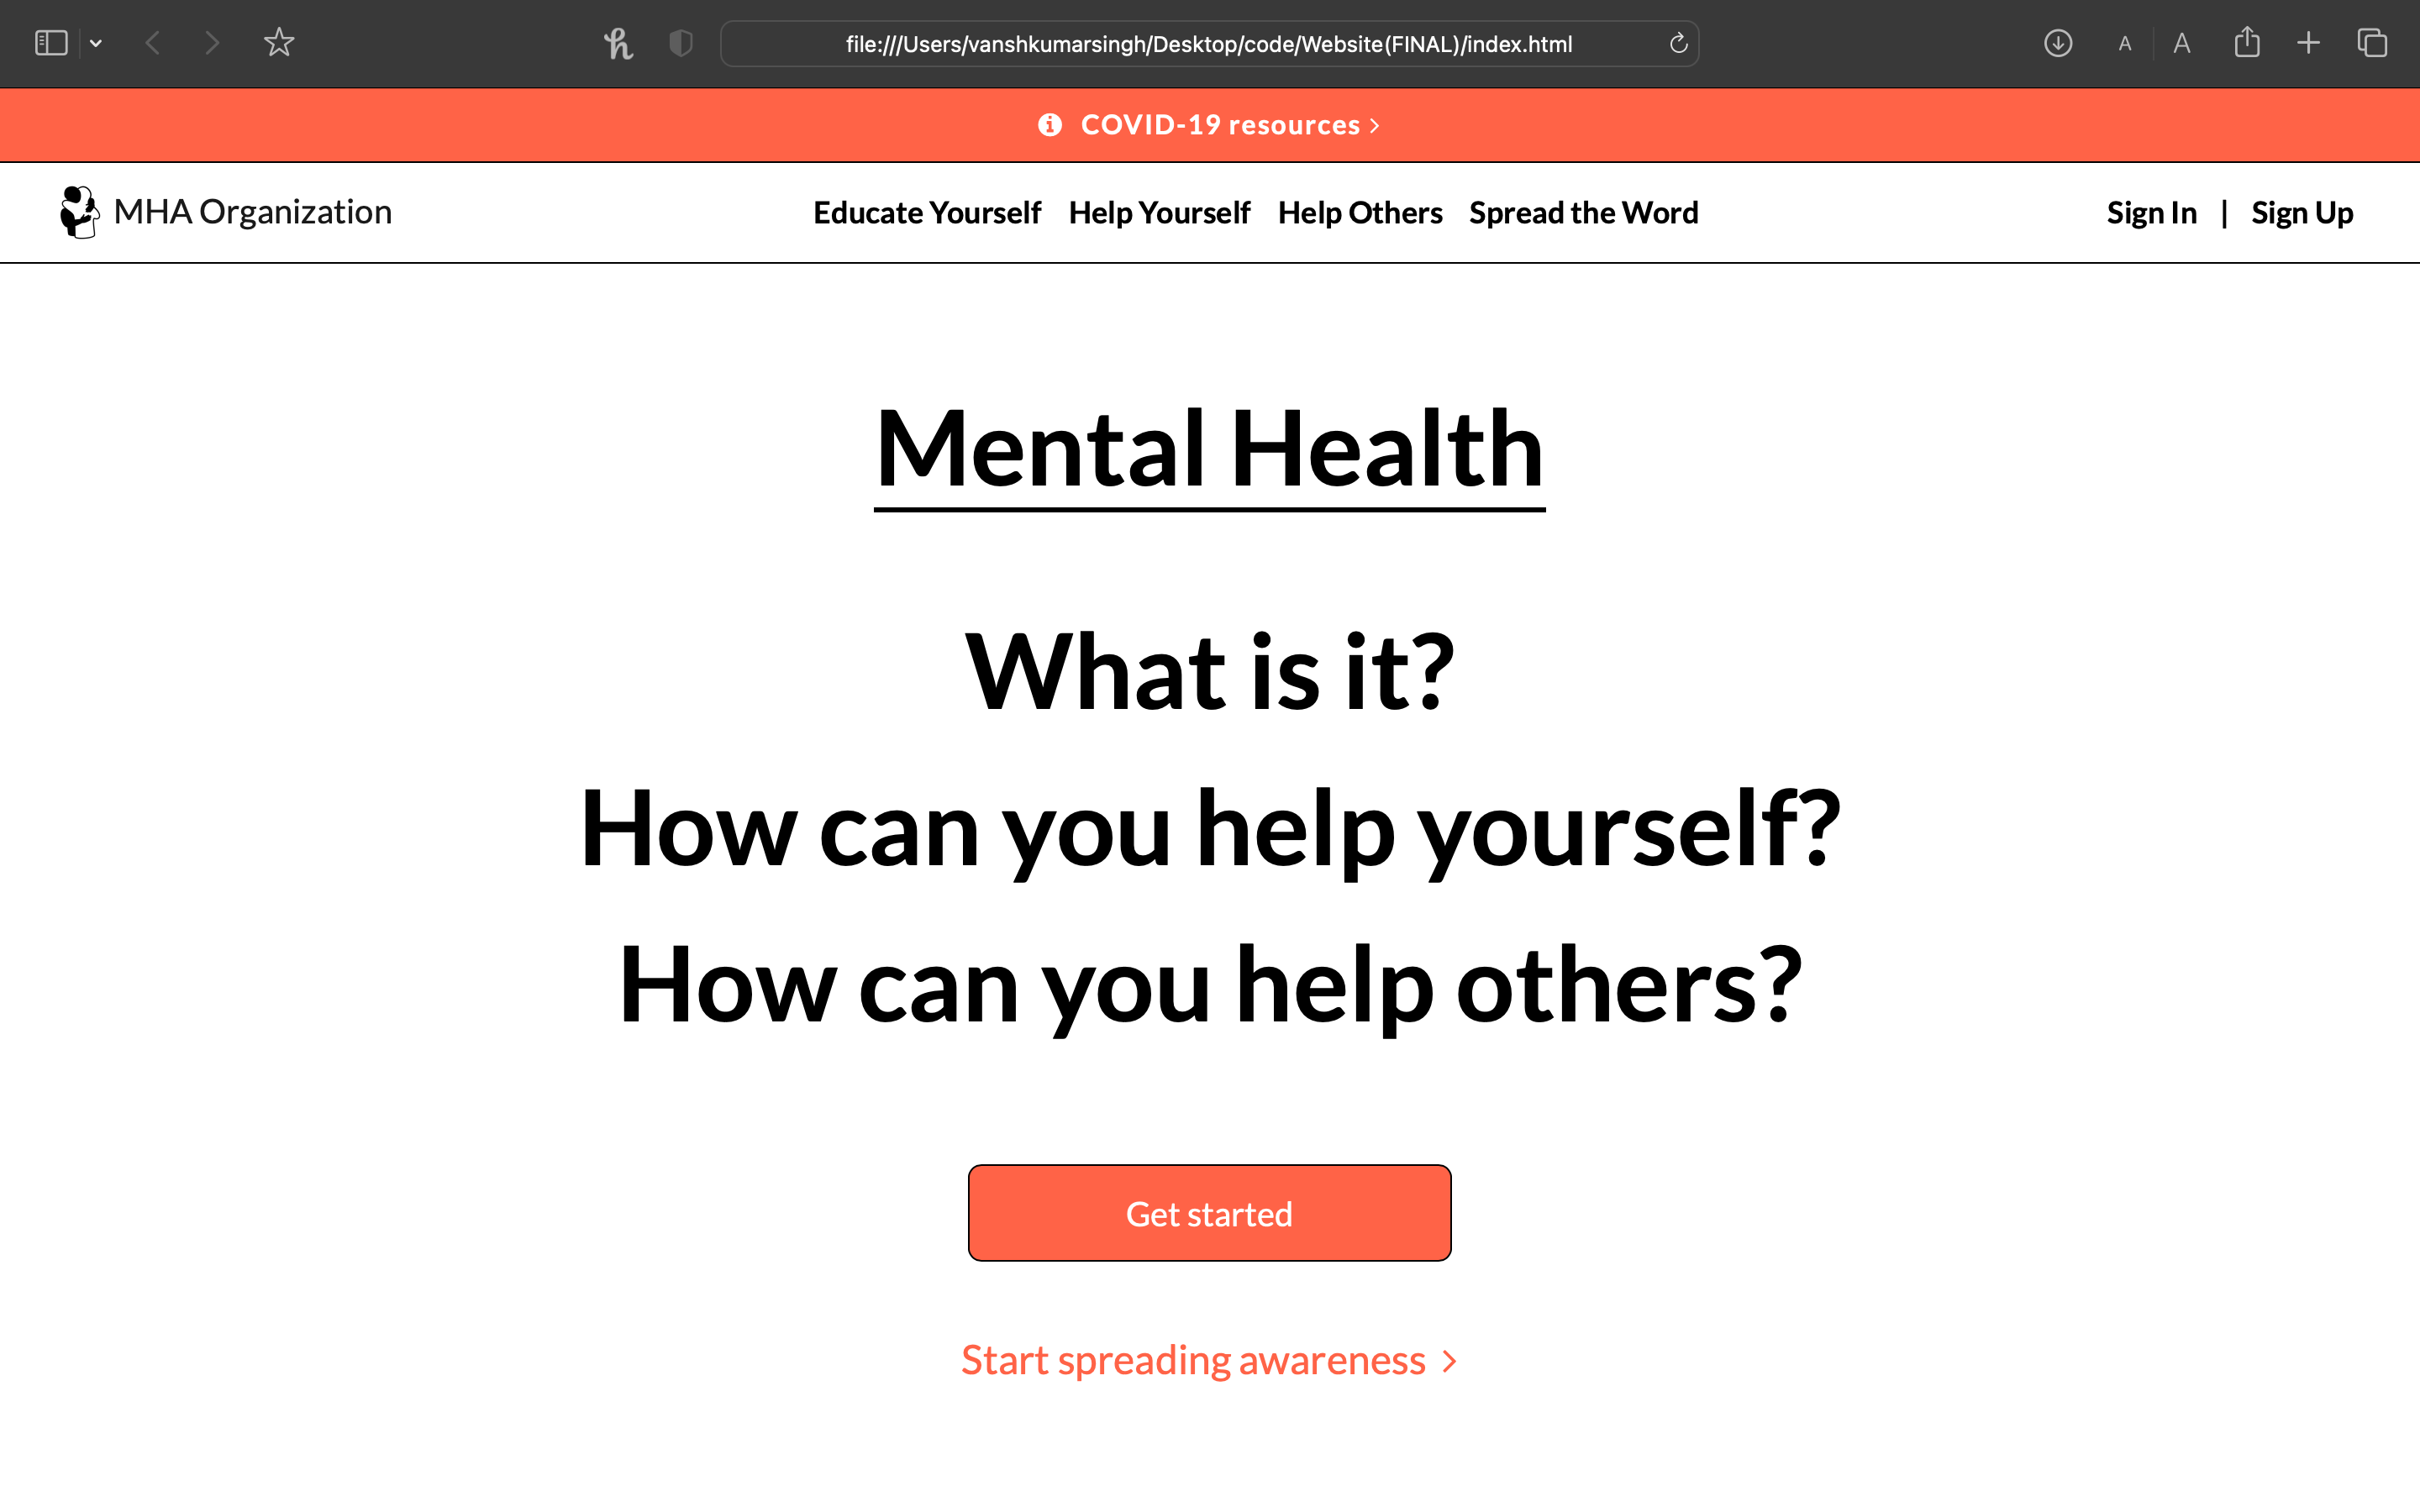 file:///Users/vanshkumarsingh/Desktop/code/Website(FINAL)/index.html
A A
COVID-19 resources >
MHA Organization
Educate Yourself Help Yourself Help Others Spread the Word
Sign In | Sign Up
Mental Health
What is it?
How can you help yourself?
How can you help others?
Get started
Start spreading awareness >